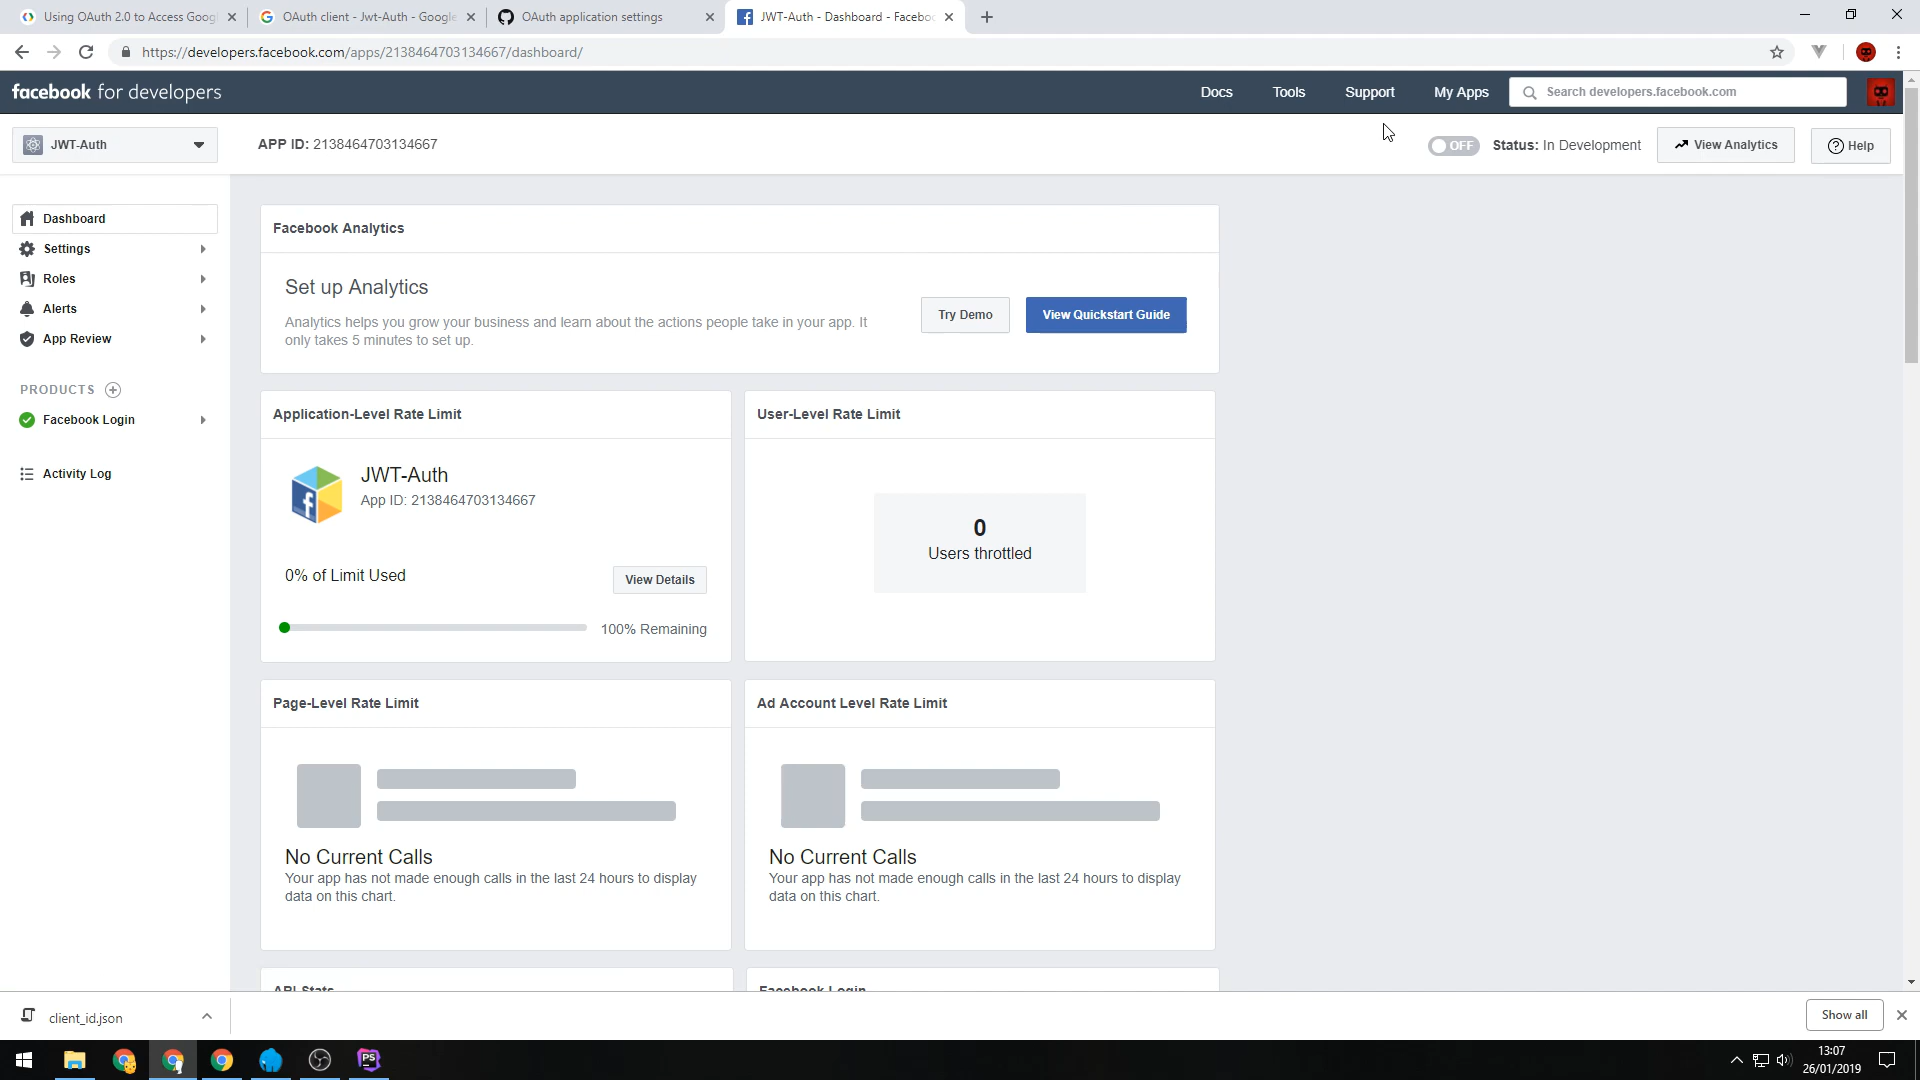 Using OAuth 2.0 to Access Goog
OAuth client - Jwt-Auth - Google
OAuth application settings
JWT-Auth - Dashboard - Faceboo
https://developers.facebook.com/apps/2138464703134667/dashboard/
facebook for developers
Docs
Tools
Support
My Apps
Search developers.facebook.com
JWT-Auth
APP ID: 2138464703134667
OFF
Status: In Development
View Analytics
Help
Dashboard
Settings
Roles
Alerts
App Review
PRODUCTS
Facebook Login
Activity Log
Facebook Analytics
Set up Analytics
Analytics helps you grow your business and learn about the actions people take in your app. It
only takes 5 minutes to set up.
Try Demo
View Quickstart Guide
Application-Level Rate Limit
JWT-Auth
App ID: 2138464703134667
0% of Limit Used
View Details
100% Remaining
User-Level Rate Limit
0
Users throttled
Page-Level Rate Limit
No Current Calls
Your app has not made enough calls in the last 24 hours to display
data on this chart.
Ad Account Level Rate Limit
No Current Calls
Your app has not made enough calls in the last 24 hours to display
data on this chart.
API Stats
Facebook Login
client_id.json
Show all
PS
13:07
26/01/2019